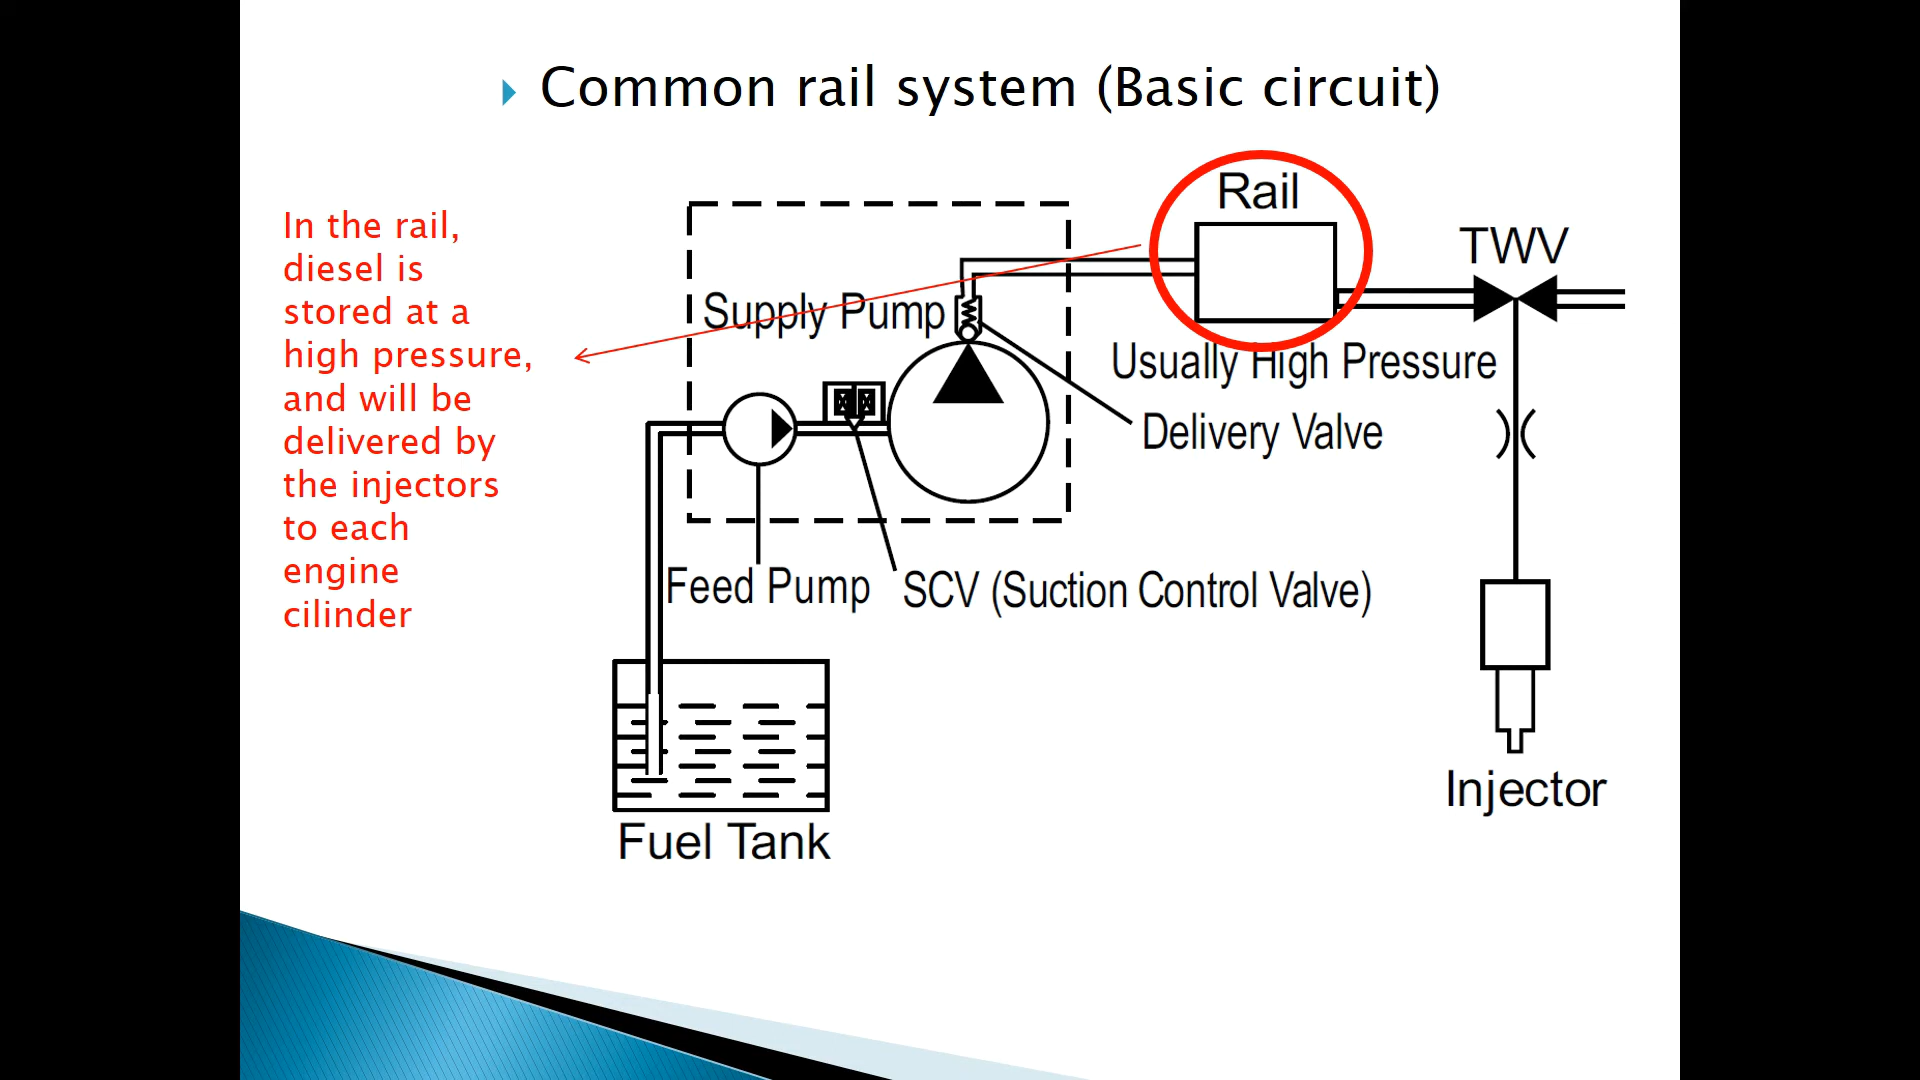 Common rail system (Basic circuit)
In the rail,
diesel is
stored at a
high pressure,
and will be
delivered by
the injectors
to each
engine
cilinder
Rail
TWV
Supply Pump
Usually High Pressure
Delivery Valve
Feed Pump
SCV (Suction Control Valve)
Injector
Fuel Tank